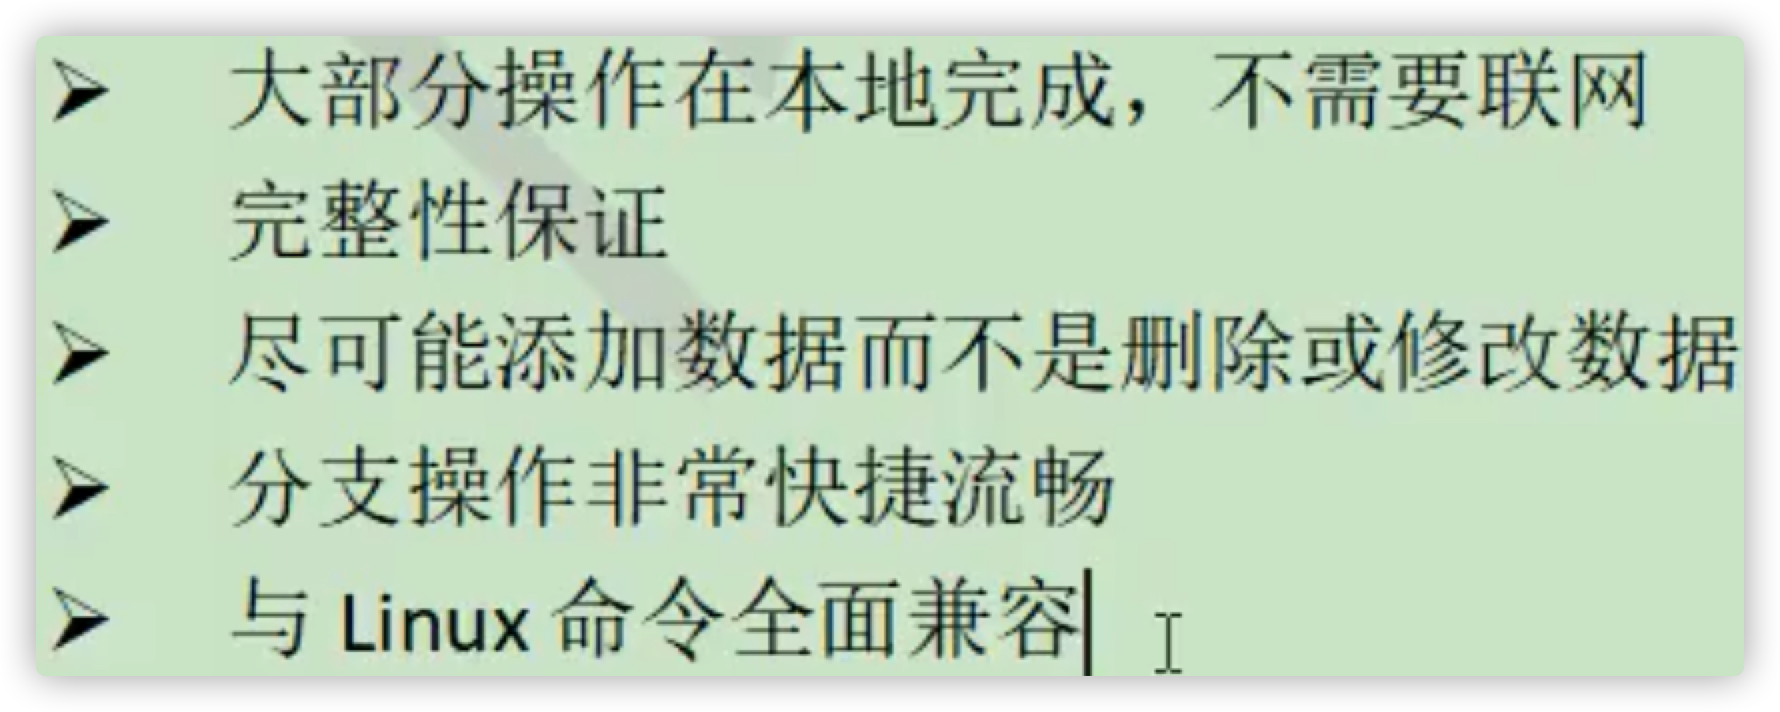 大部分操作在本地完成，不需要联网
完整性保证
尽可能添加数据而不是删除或修改数据
分支操作非常快捷流畅
与 Linux 命令全面兼容